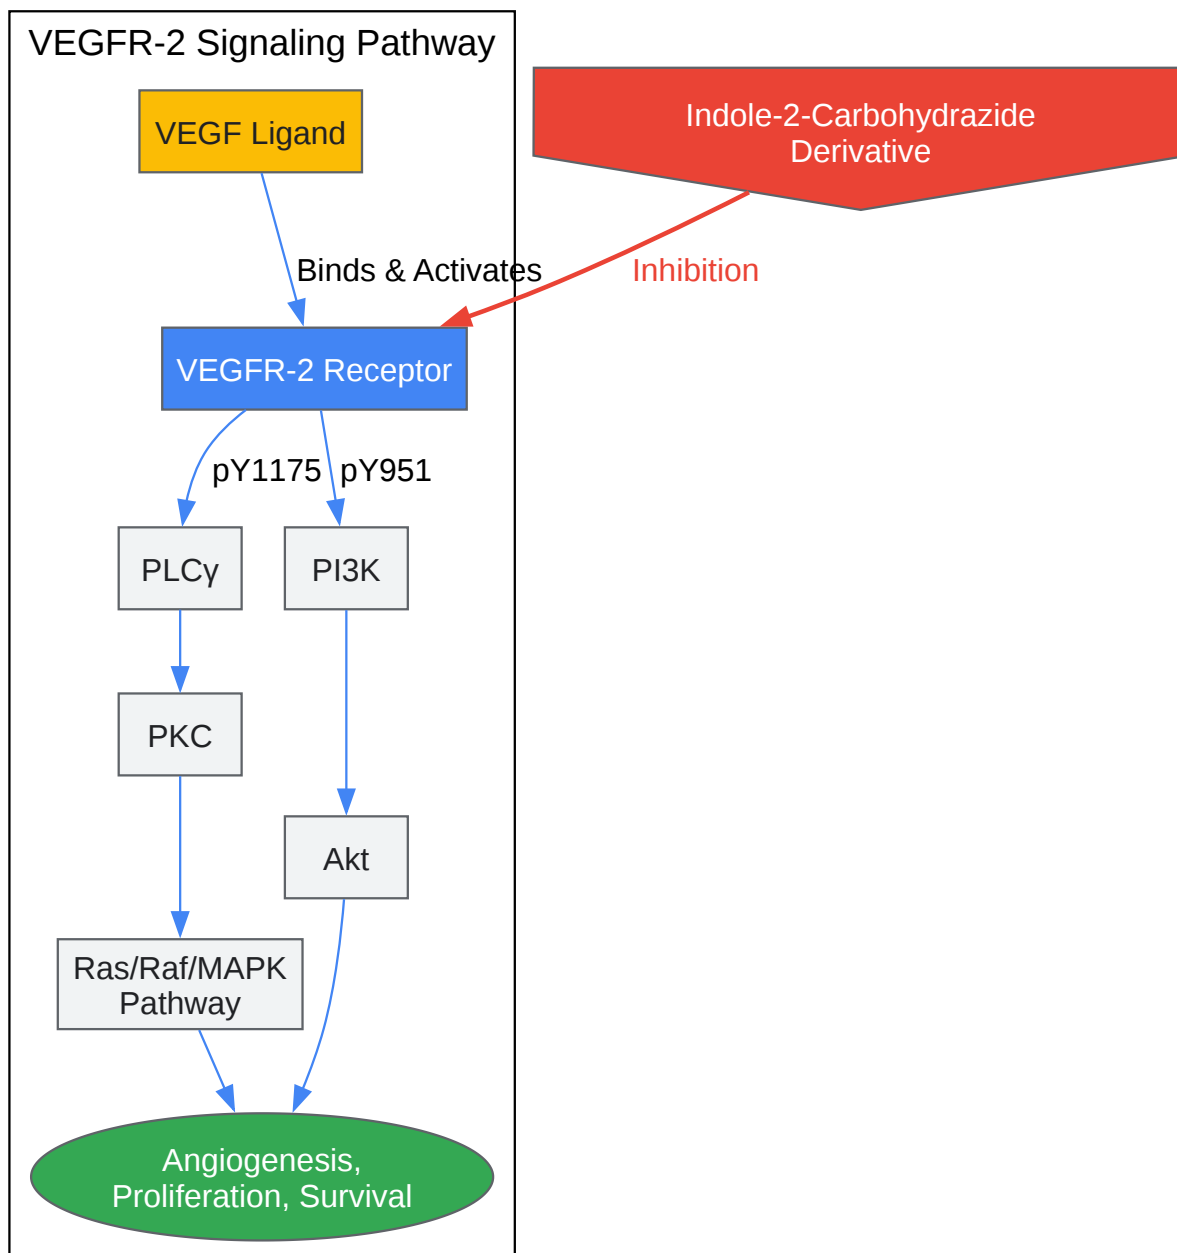 VEGFR-2 Signaling Pathway
VEGF Ligand
Indole-2-Carbohydrazide
Derivative
Binds & Activates
Inhibition
VEGFR-2 Receptor
pY1175
pY951
PLCγ
PI3K
PKC
Akt
Ras/Raf/MAPK
Pathway
Angiogenesis,
Proliferation, Survival